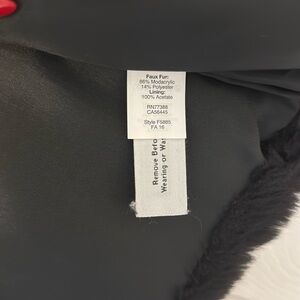 Faux Fur:
86% Modacrylic
14% Polyester
Lining:
100% Acetate
RN77388
CA56445
Style F5885
FA 16
Remove Befo
Wearing or Wa